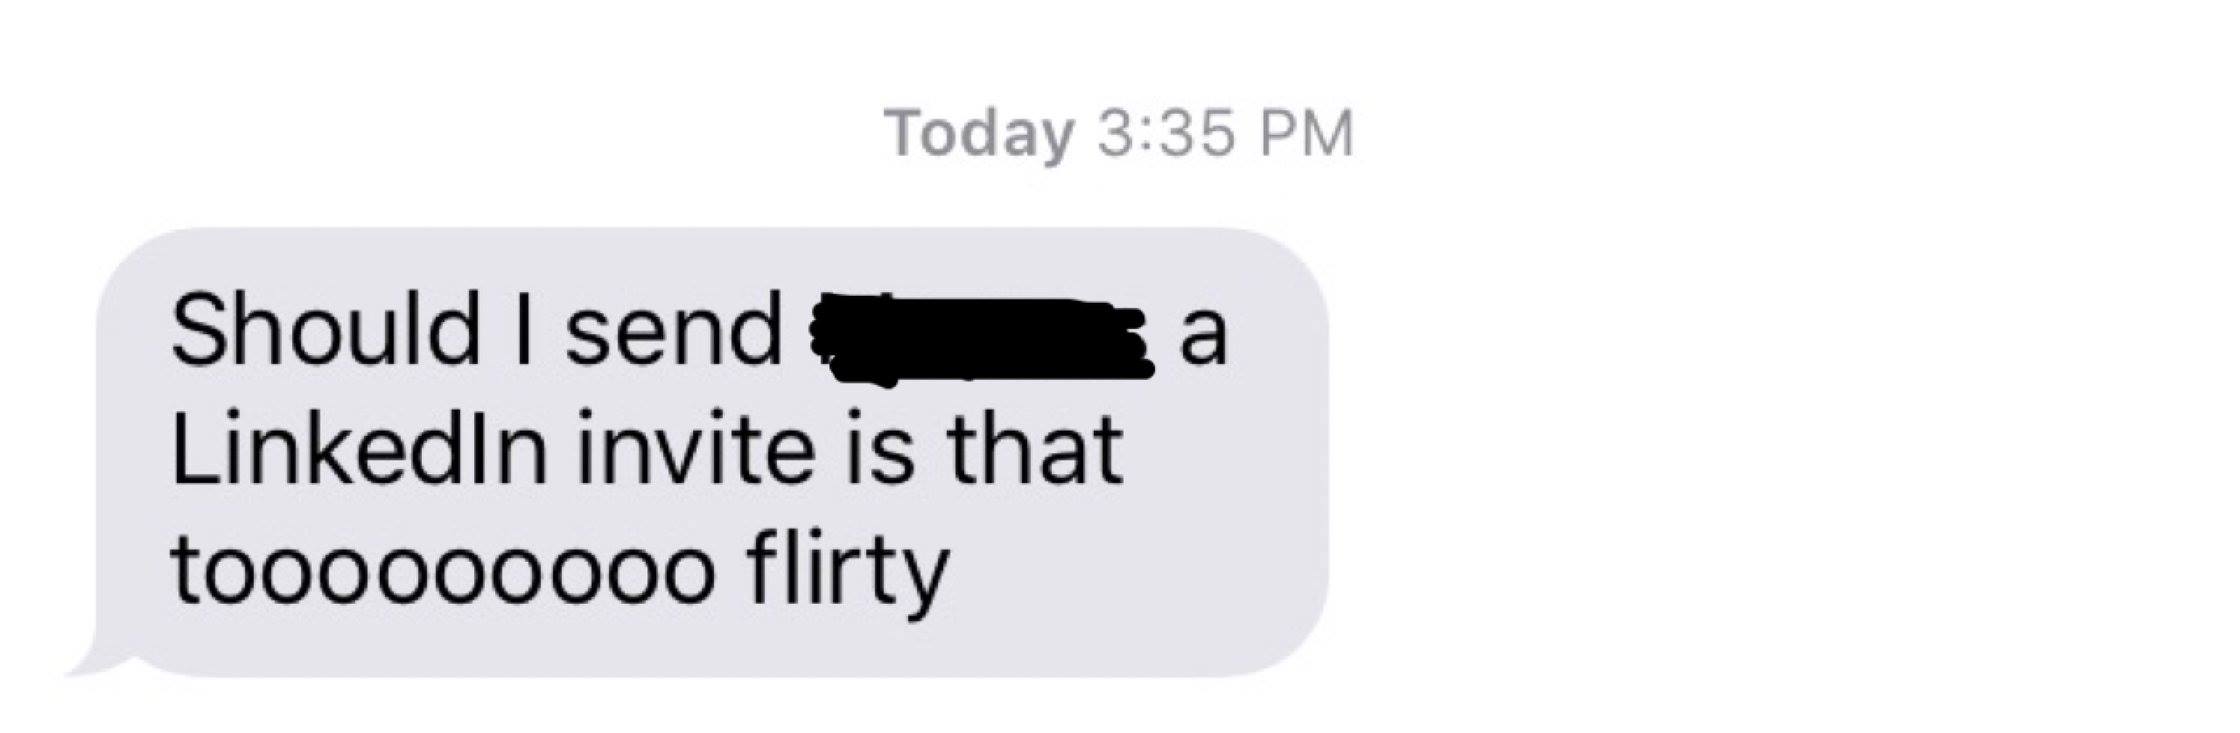 Today 3:35 PM
Should I send a
LinkedIn invite is that
tooooooooo flirty